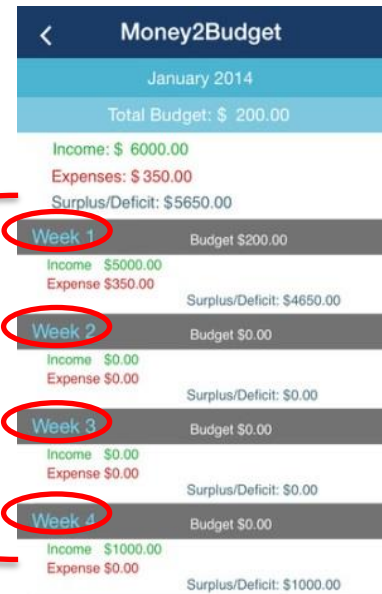 Money2Budget
January 2014
Total Budget: $ 200.00
Income: $ 6000.00
Expenses: $ 350.00
Surplus/Deficit: $5650.00
Week 1 Budget $200.00
Income $5000.00
Expense $350.00
Surplus/Deficit: $4650.00
Week 2 Budget $0.00
Income $0.00
Expense $0.00
Surplus/Deficit: $0.00
Week 3 Budget $0.00
Income $0.00
Expense $0.00
Surplus/Deficit: $0.00
Week 4 Budget $0.00
Income $1000.00
Expense $0.00
Surplus/Deficit: $1000.00